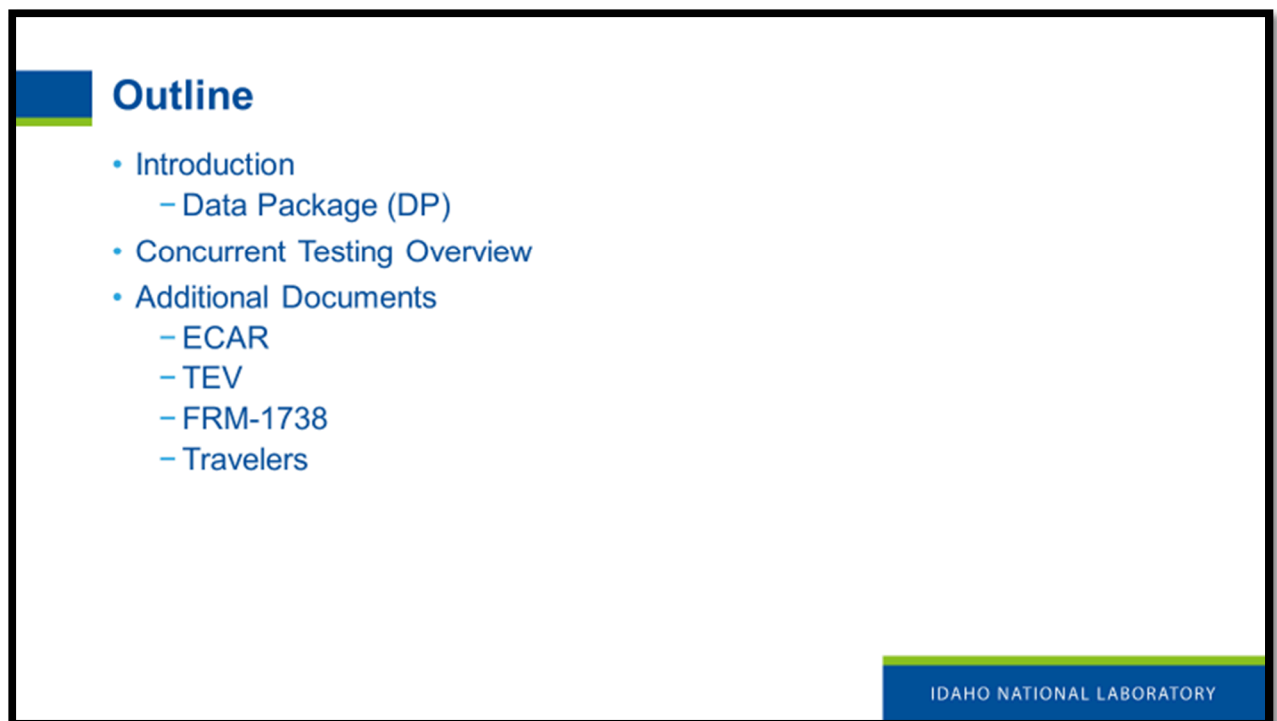 Outline
• Introduction
– Data Package (DP)
• Concurrent Testing Overview
• Additional Documents
– ECAR
– TEV
– FRM-1738
– Travelers
IDAHO NATIONAL LABORATORY